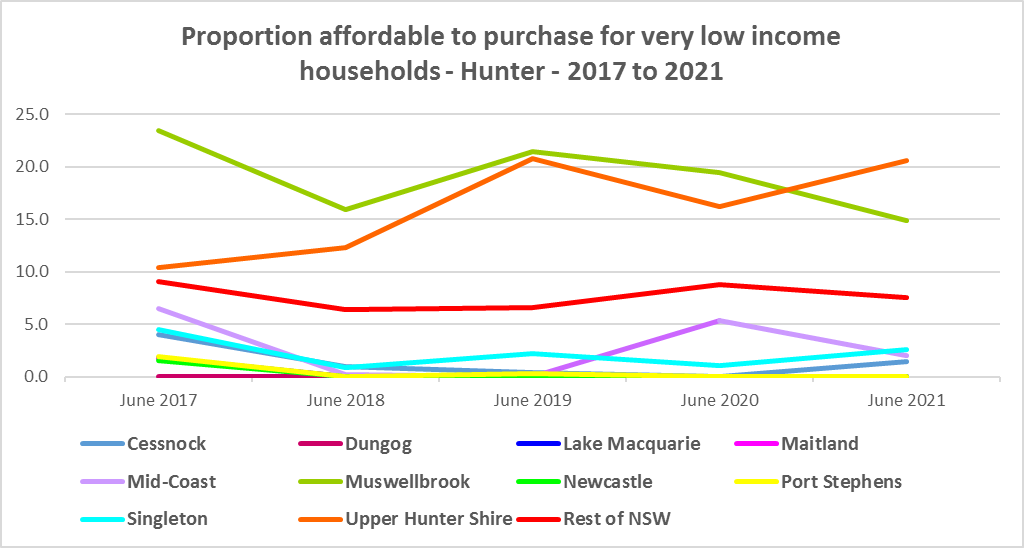 Proportion affordable to purchase for very low income
households - Hunter - 2017 to 2021
25.0
20.0
15.0
10.0
5.0
0.0
June 2017 June 2018 June 2019 June 2020 June 2021
Cessnock Dungog Lake Macquarie Maitland
Mid-Coast Muswellbrook Newcastle Port Stephens
Singleton Upper Hunter Shire Rest of NSW